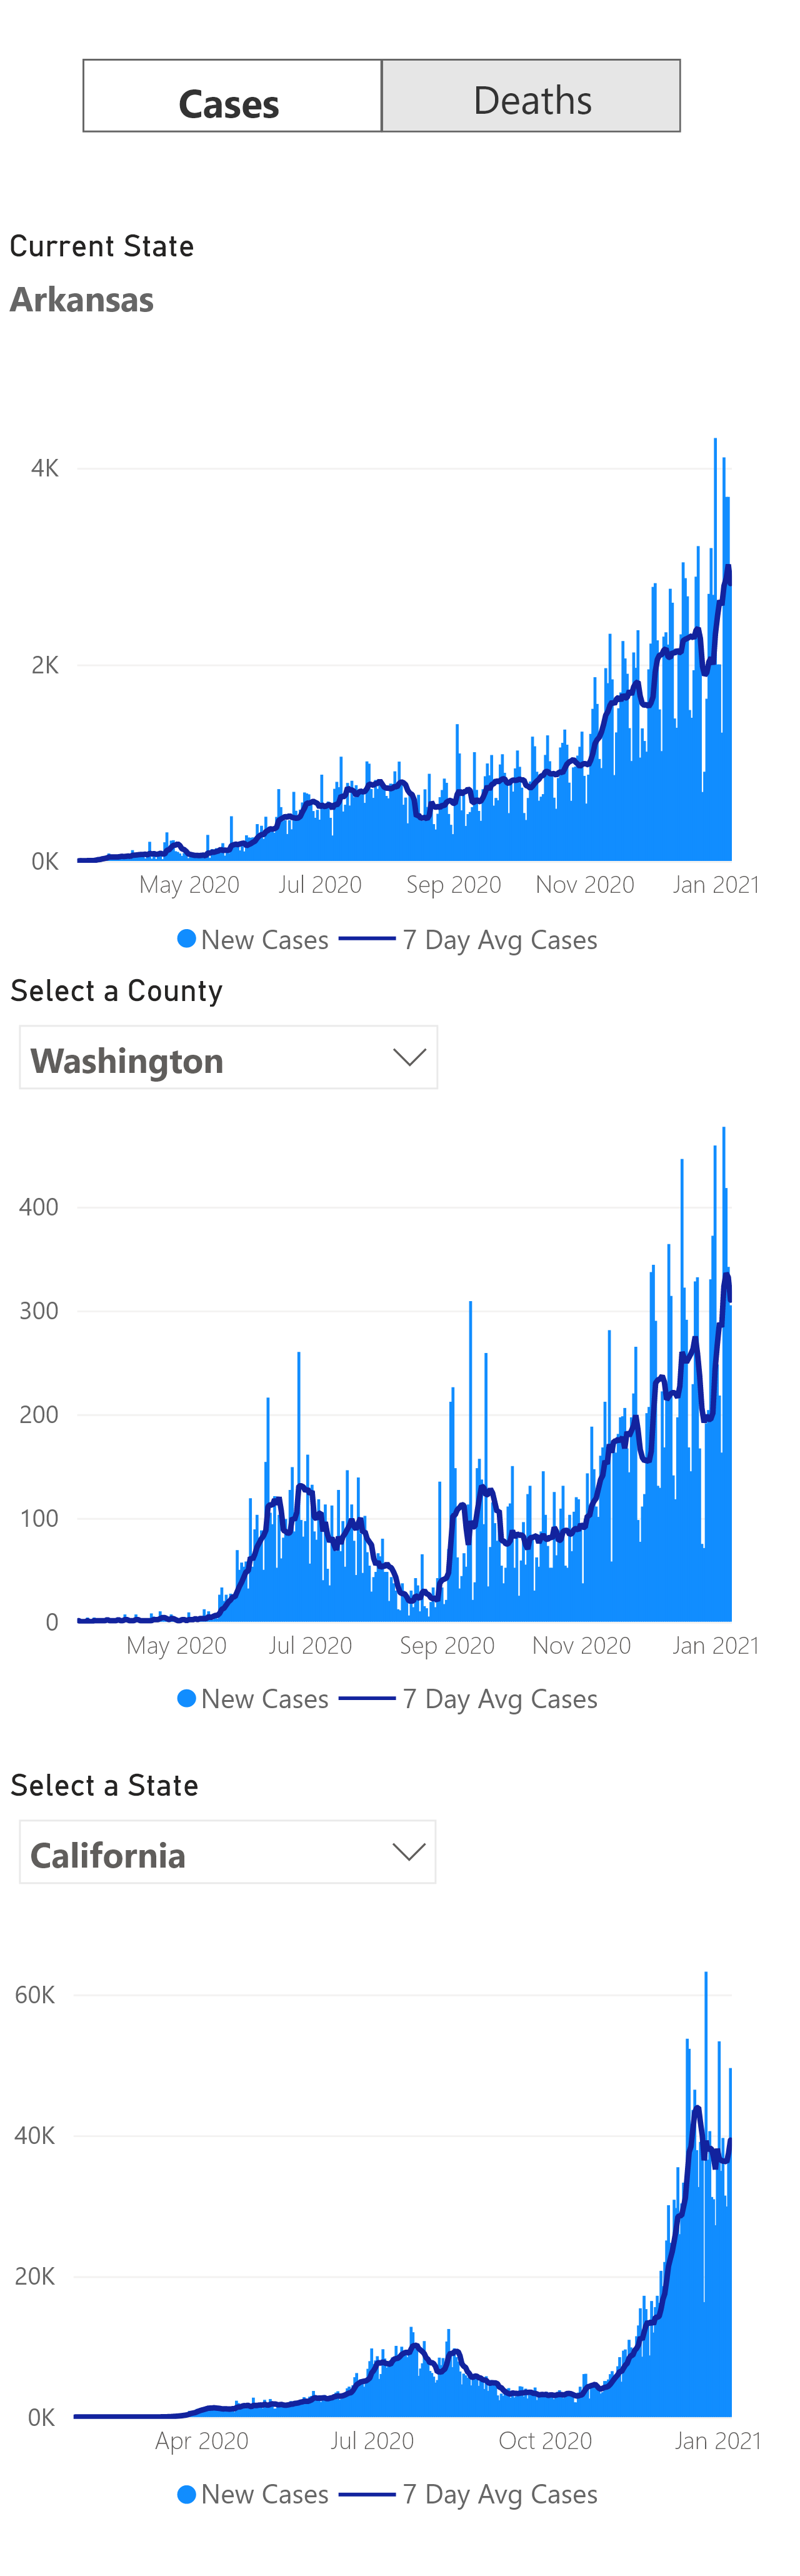 Cases Deaths
Current State
Arkansas
4K
2K
0K
May 2020 Jul 2020 Sep 2020 Nov 2020 Jan 2021
New Cases 7 Day Avg Cases
Select a County
Washington
400
300
200
100
0
May 2020 Jul 2020 Sep 2020 Nov 2020 Jan 2021
New Cases 7 Day Avg Cases
Select a State
California
60K
40K
20K
0K
Apr 2020 Jul 2020 Oct 2020 Jan 2021
New Cases 7 Day Avg Cases